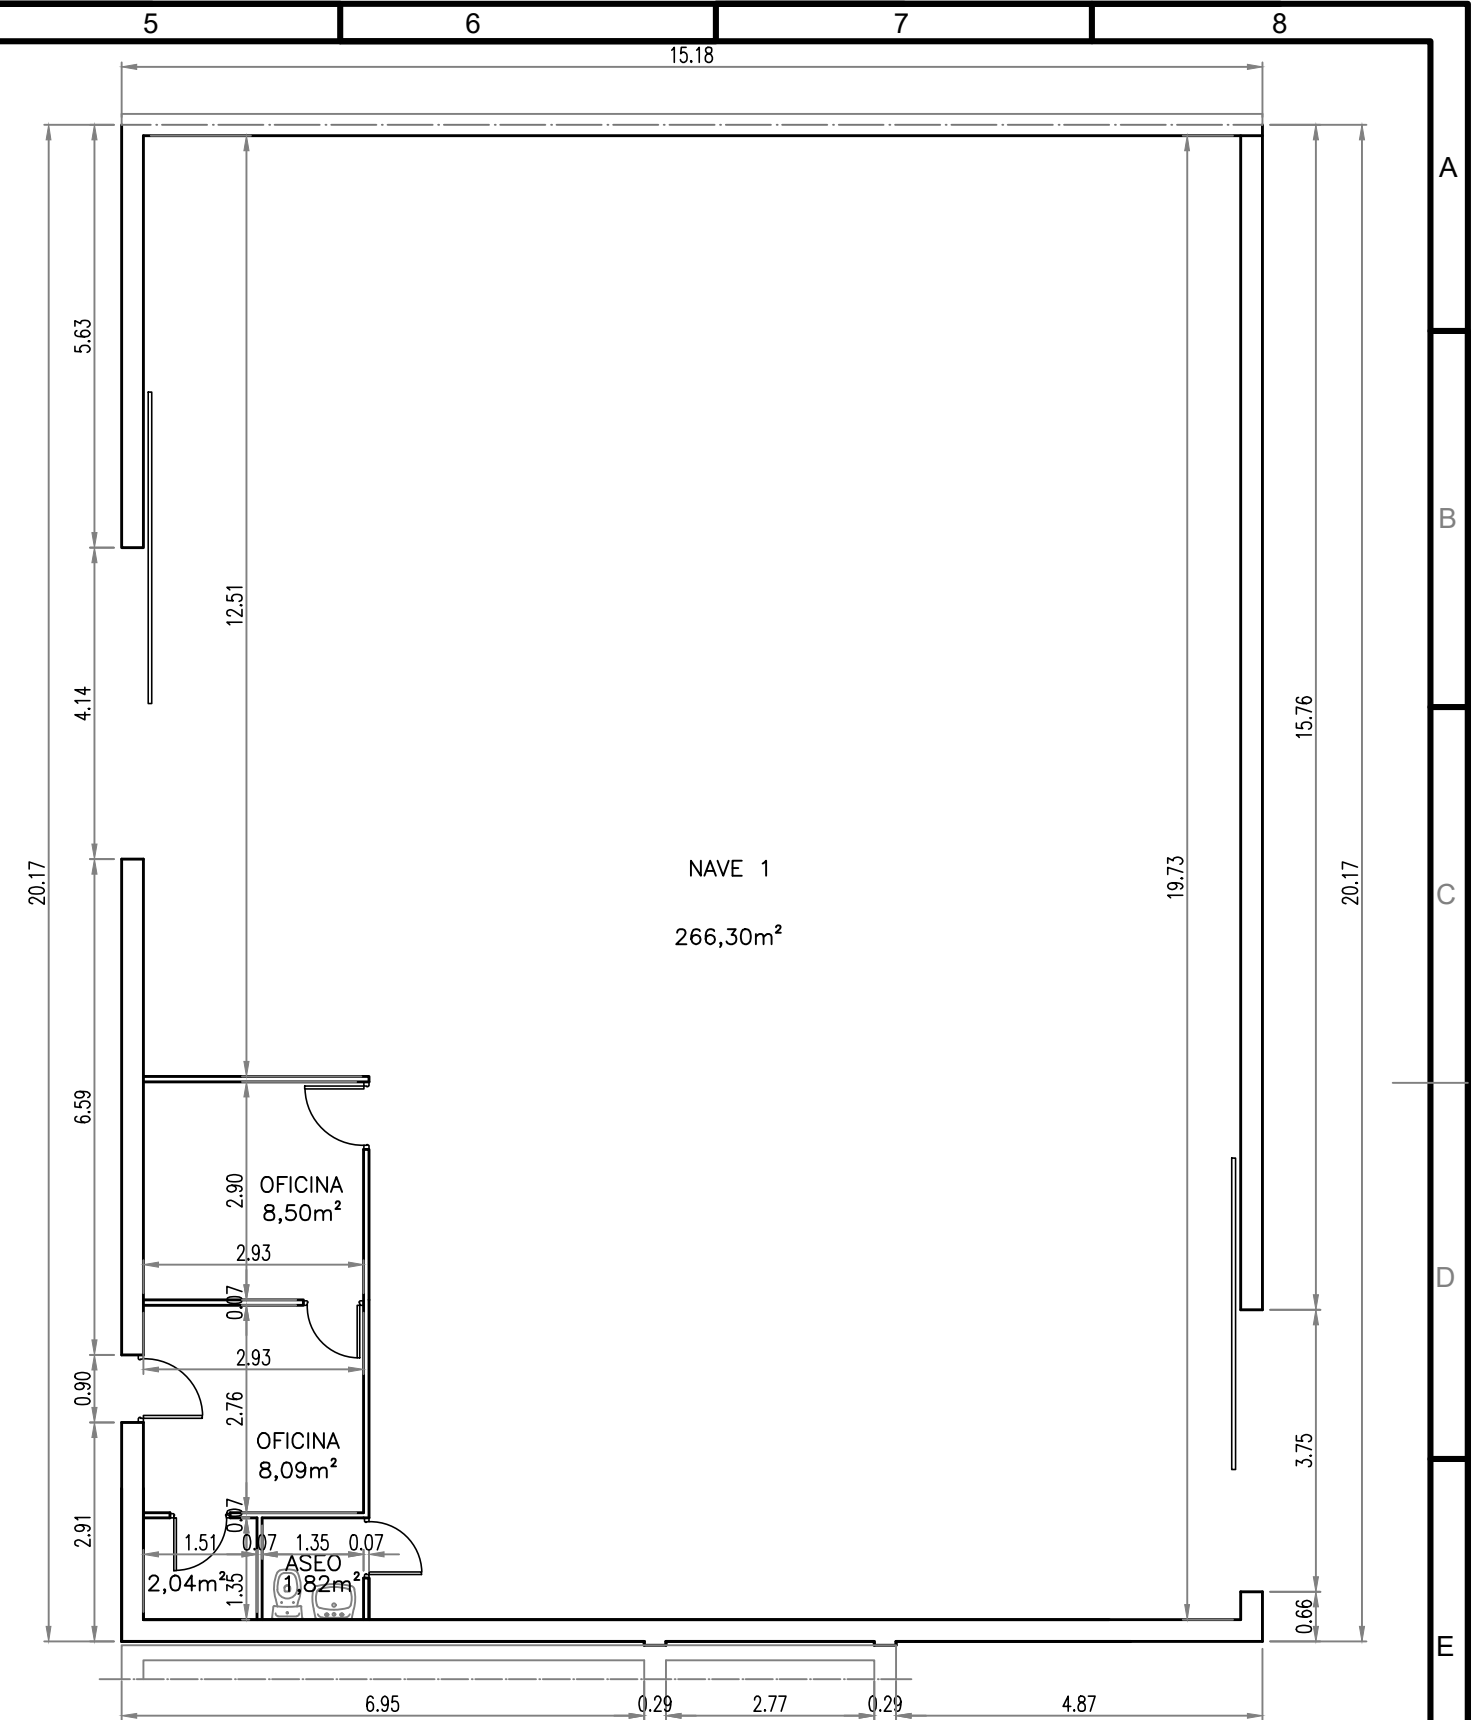 5 6 7 8
15.18
A
5.63
B
12.51
4.14
15.76
20.17
NAVE 1
19.73
20.17
C
266,30m²
6.59
2.90
OFICINA
8,50m²
2.93
D
0.07
2.93
0.90
2.76
OFICINA
8,09m²
3.75
0.07
2.91
1.51 0.07 1.35 0.07
ASEO
2,04m² 1,82m²
1.35
0.66
E
6.95 0.29 2.77 0.29 4.87